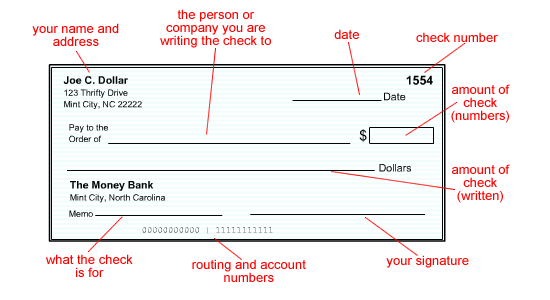 your name and
address
the person or
company you are
writing the check to
date
check number
Joe C. Dollar
123 Thrifty Drive
Mint City, NC 22222
1554
Date
amount of
check
(numbers)
Pay to the
Order of
$
Dollars
amount of
check
(written)
The Money Bank
Mint City, North Carolina
Memo
00000000000 | 11111111111
what the check
is for
routing and account
numbers
your signature